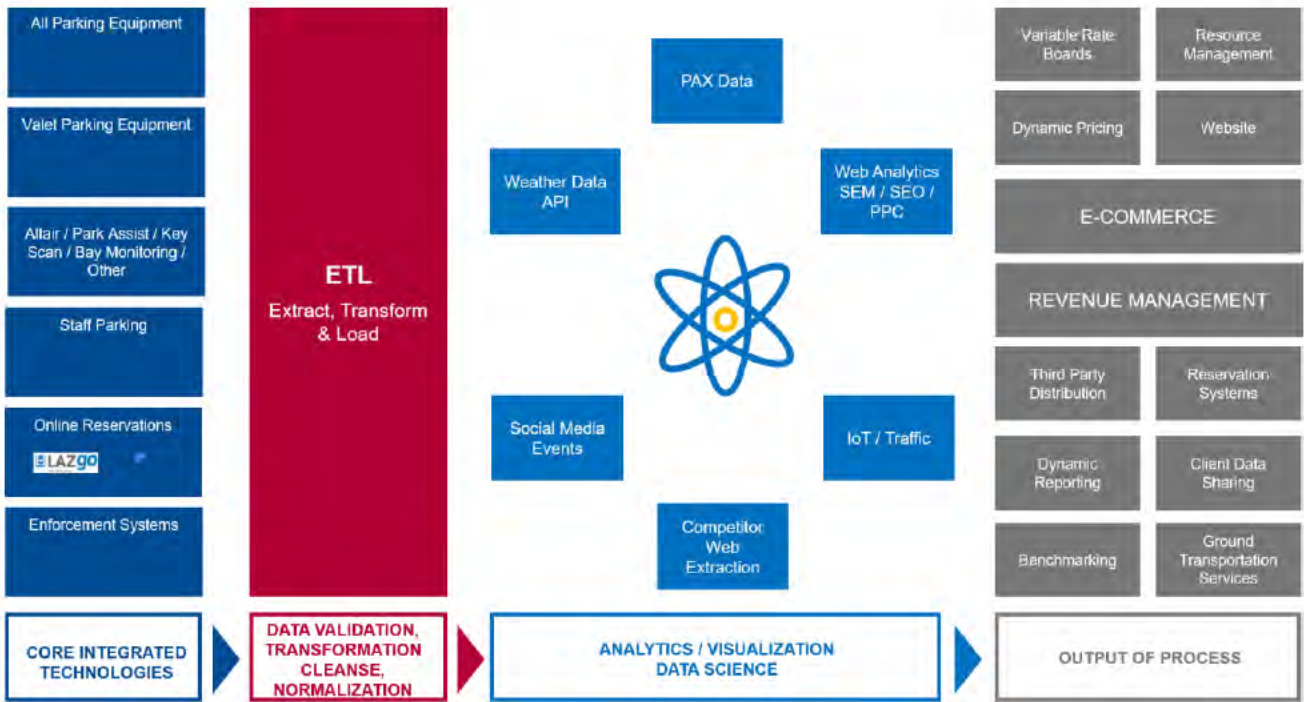 All Parking Equipment
Valet Parking Equipment
Altair / Park Assist / Key
Scan / Bay Monitoring /
Other
Staff Parking
Online Reservations
LAZgo
Enforcement Systems
CORE INTEGRATED
TECHNOLOGIES
ETL
Extract, Transform
& Load
DATA VALIDATION,
TRANSFORMATION
CLEANSE,
NORMALIZATION
PAX Data
Weather Data
API
Web Analytics
SEM / SEO /
PPC
Social Media
Events
IoT / Traffic
Competitor
Web
Extraction
ANALYTICS / VISUALIZATION
DATA SCIENCE
Variable Rate
Boards
Resource
Management
Dynamic Pricing
Website
E-COMMERCE
REVENUE MANAGEMENT
Third Party
Distribution
Reservation
Systems
Dynamic
Reporting
Client Data
Sharing
Benchmarking
Ground
Transportation
Services
OUTPUT OF PROCESS